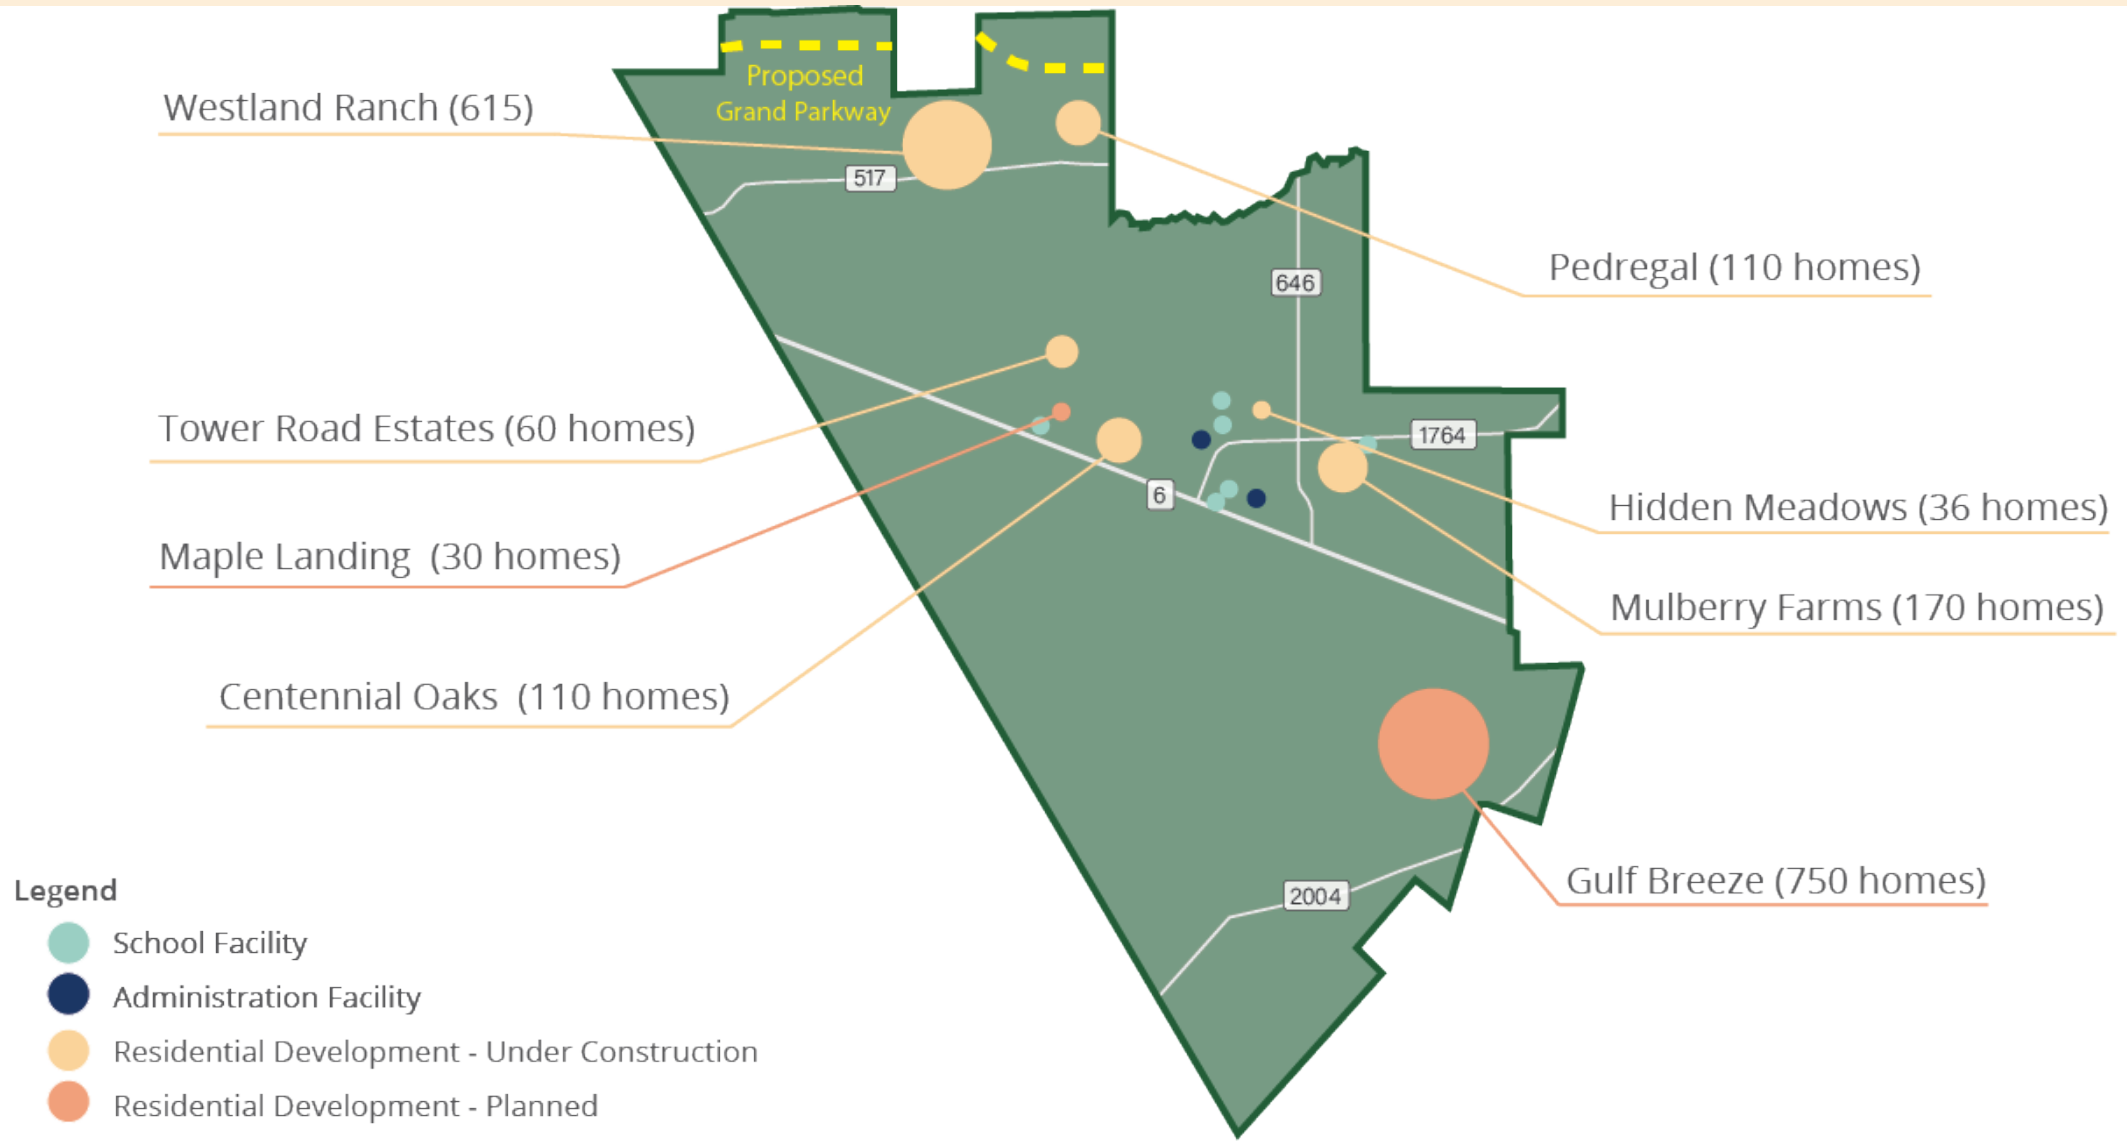 Proposed
Grand Parkway
Westland Ranch (615)
517
Pedregal (110 homes)
646
Tower Road Estates (60 homes)
1764
6
Hidden Meadows (36 homes)
Maple Landing (30 homes)
Mulberry Farms (170 homes)
Centennial Oaks (110 homes)
Gulf Breeze (750 homes)
2004
Legend
School Facility
Administration Facility
Residential Development - Under Construction
Residential Development - Planned